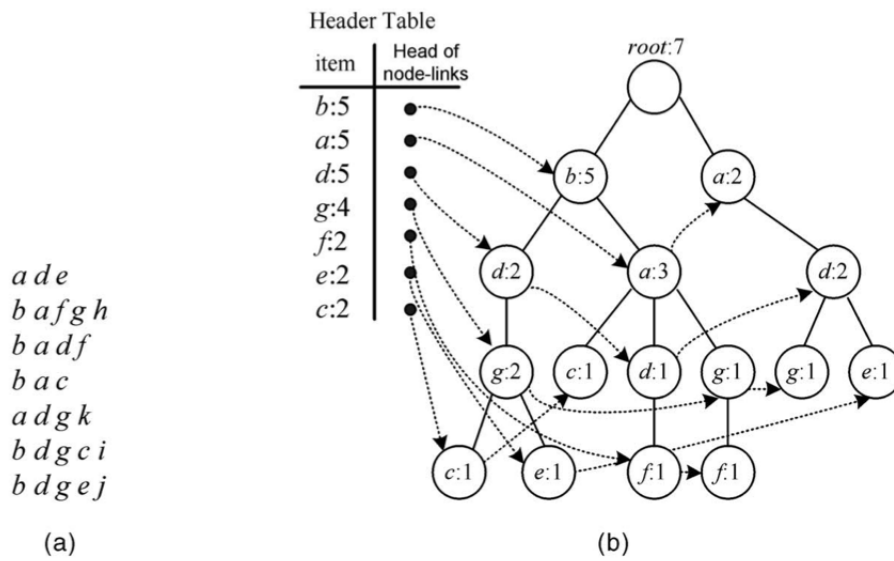 Header Table
item
Head of
node-links
b:5
a:5
d:5
g:4
f:2
e:2
c:2
root:7
b:5 a:2
d:2 a:3 d:2
g:2 c:1 d:1 g:1 g:1 e:1
c:1 e:1 f:1 f:1
a d e
b a f g h
b a d f
b a c
a d g k
b d g c i
b d g e j
(a)
(b)